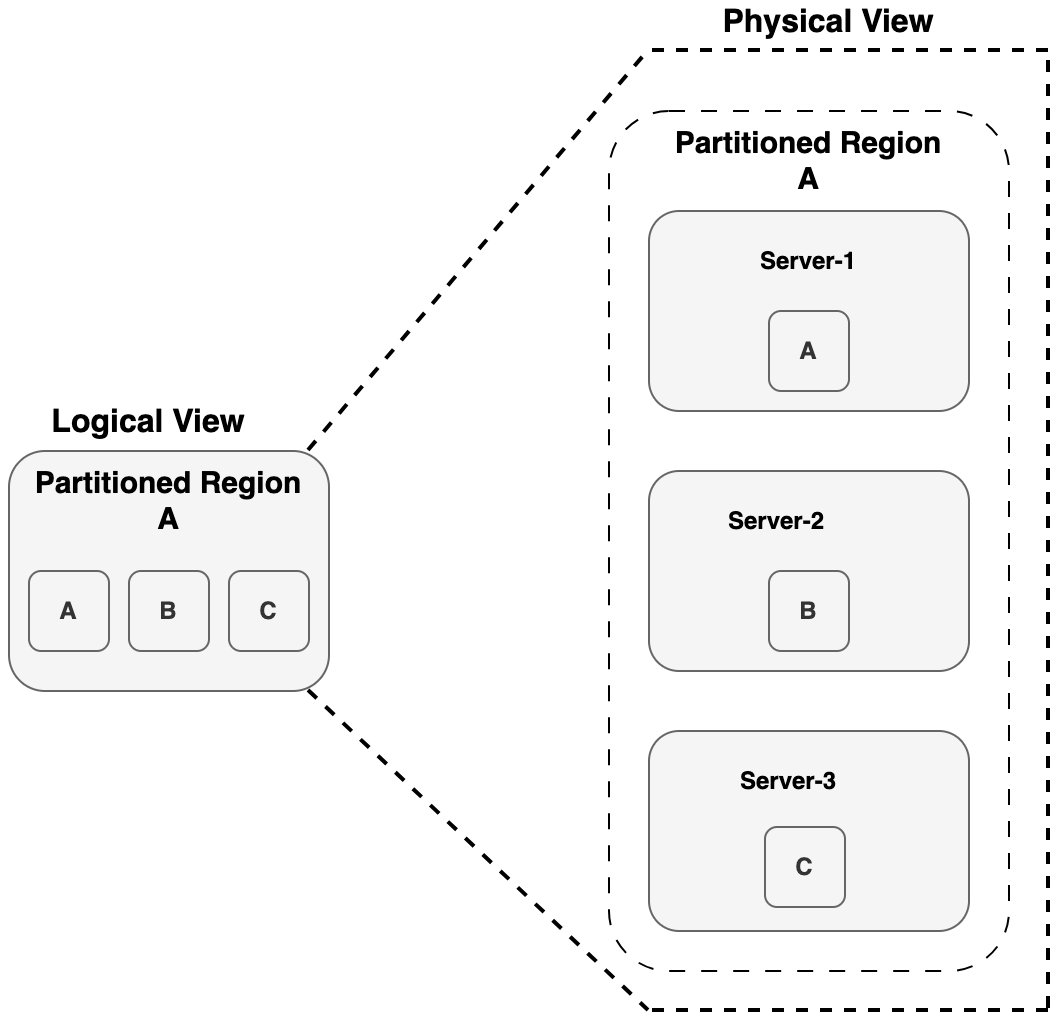 Physical View
Partitioned Region
A
Server-1
A
Logical View
Partitioned Region
A
A B C
Server-2
B
Server-3
C